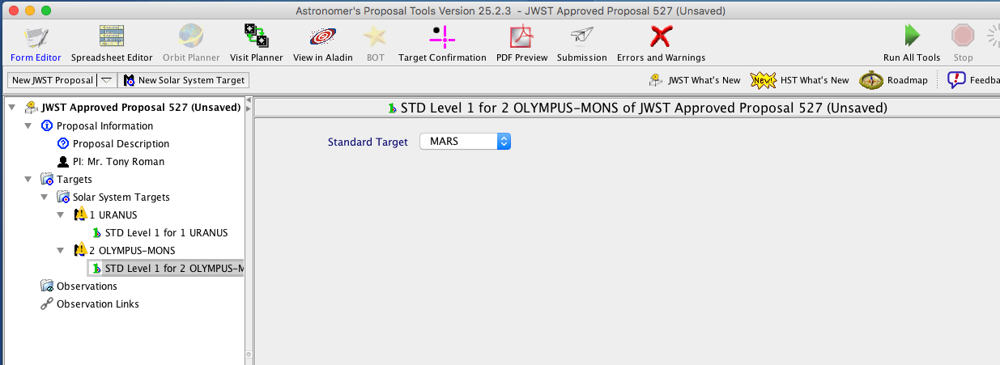 Astronomer's Proposal Tools Version 25.2.3 - JWST Approved Proposal 527 (Unsaved)
Form Editor Spreadsheet Editor Orbit Planner Visit Planner View in Aladin BOT Target Confirmation PDF Preview Submission Errors and Warnings Run All Tools Stop
New JWST Proposal New Solar System Target JWST What's New New! HST What's New Roadmap Feedba
JWST Approved Proposal 527 (Unsaved)
STD Level 1 for 2 OLYMPUS-MONS of JWST Approved Proposal 527 (Unsaved)
Proposal Information
Standard Target MARS
Proposal Description
PI: Mr. Tony Roman
Targets
Solar System Targets
1 URANUS
STD Level 1 for 1 URANUS
2 OLYMPUS-MONS
STD Level 1 for 2 OLYMPUS-M
Observations
Observation Links